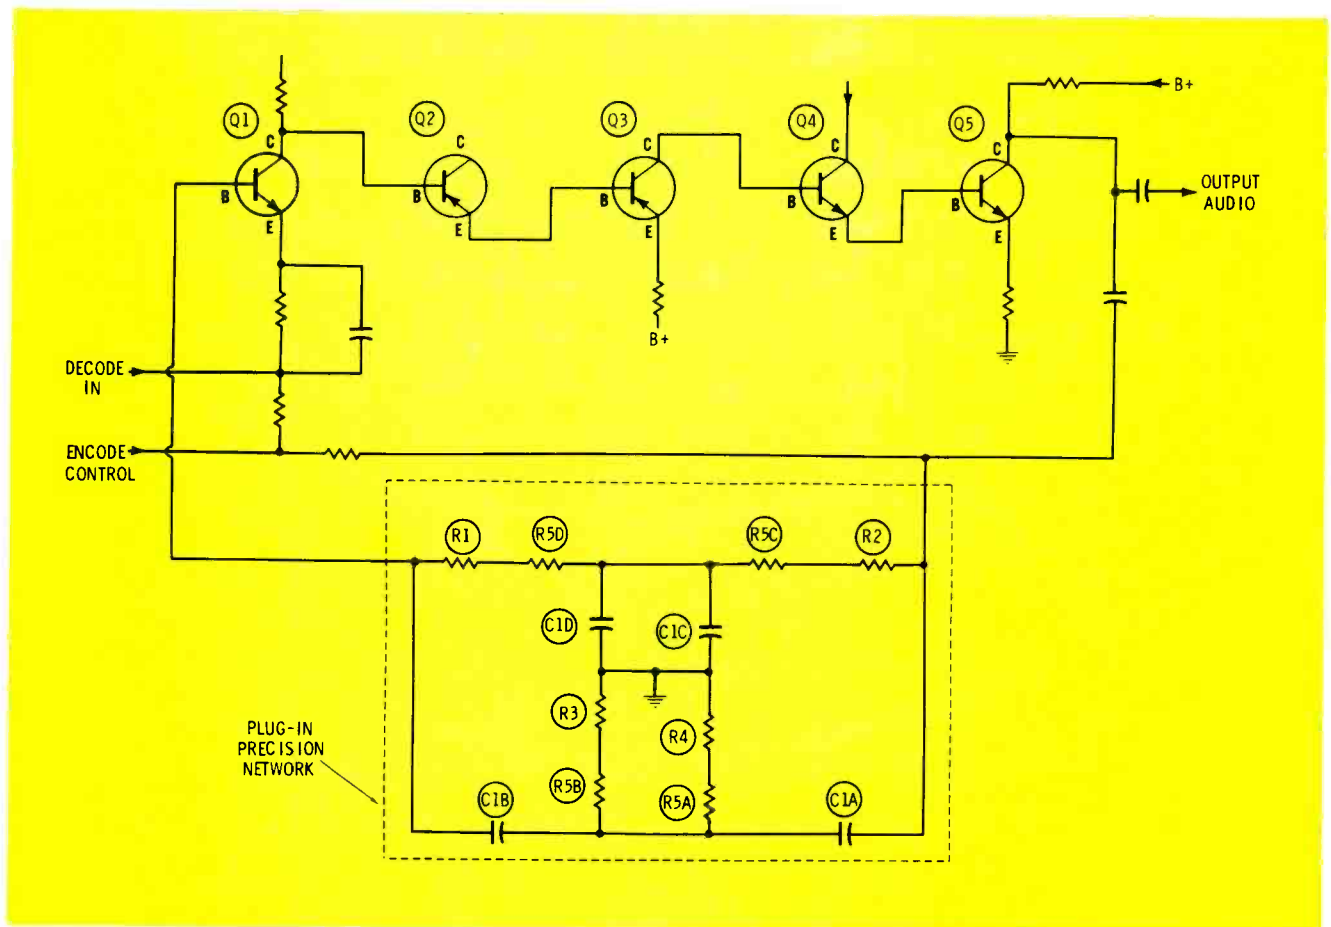 B+
Q1
Q2
Q3
Q4
Q5
C
B
E
C
B
E
C
B
E
C
B
E
C
B
E
OUTPUT
AUDIO
B+
DECODE
IN
ENCODE
CONTROL
R1
R5D
R5C
R2
C1D
C1C
R3
R4
R5B
R5A
C1B
C1A
PLUG-IN
PRECISION
NETWORK